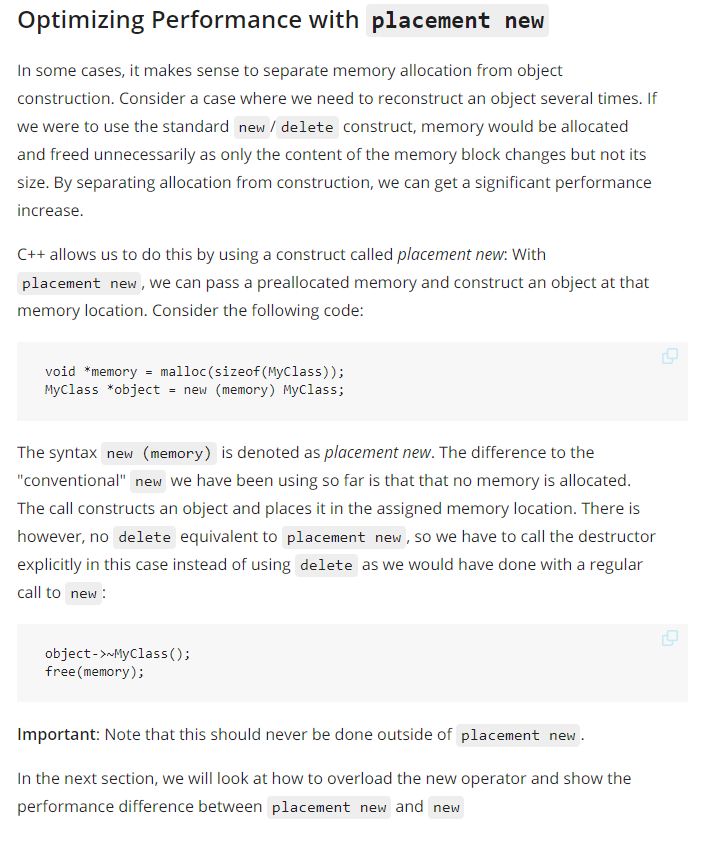 Optimizing Performance with placement new
In some cases, it makes sense to separate memory allocation from object
construction. Consider a case where we need to reconstruct an object several times. If
we were to use the standard new / delete construct, memory would be allocated
and freed unnecessarily as only the content of the memory block changes but not its
size. By separating allocation from construction, we can get a significant performance
increase.
C++ allows us to do this by using a construct called placement new: With
placement new , we can pass a preallocated memory and construct an object at that
memory location. Consider the following code:
void *memory = malloc(sizeof(MyClass));
MyClass *object = new (memory) MyClass;
The syntax new (memory) is denoted as placement new. The difference to the
"conventional" new we have been using so far is that that no memory is allocated.
The call constructs an object and places it in the assigned memory location. There is
however, no delete equivalent to placement new , so we have to call the destructor
explicitly in this case instead of using delete as we would have done with a regular
call to new :
object->~MyClass();
free(memory);
Important: Note that this should never be done outside of placement new .
In the next section, we will look at how to overload the new operator and show the
performance difference between placement new and new